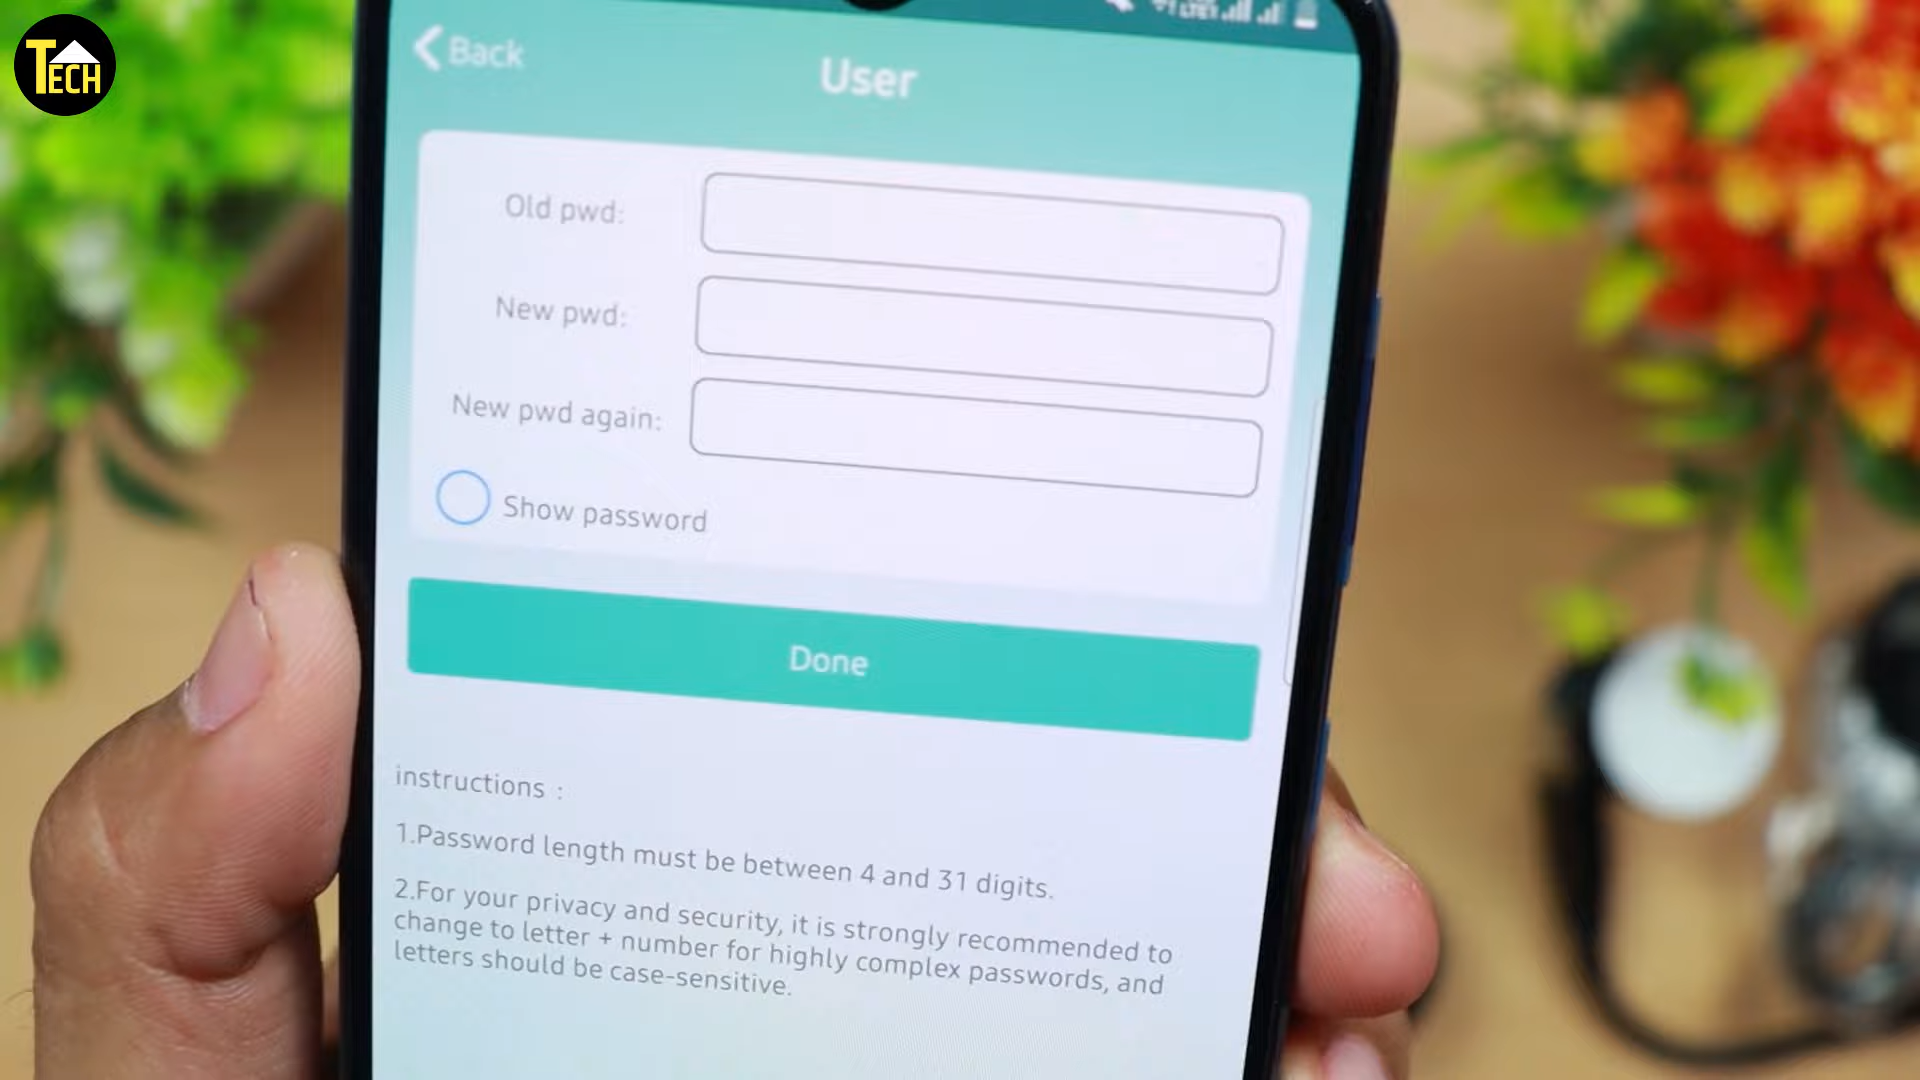 TECH
Back
User
Old pwd:
New pwd:
New pwd again:
Show password
Done
instructions :
1.Password length must be between 4 and 31 digits.
2.For your privacy and security, it is strongly recommended to
change to letter + number for highly complex passwords, and
letters should be case-sensitive.